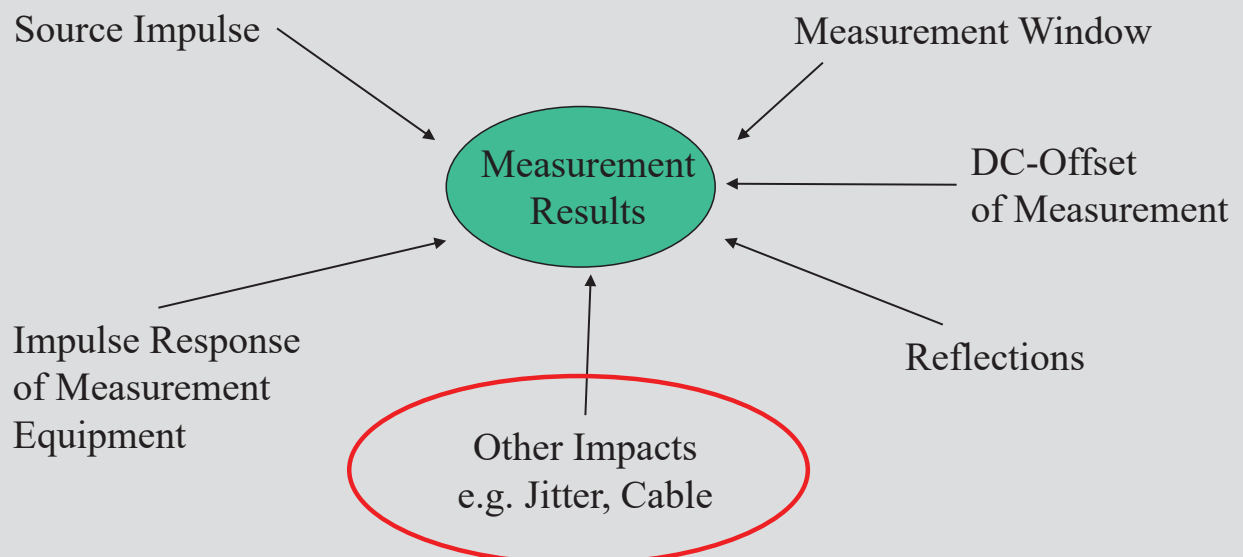 Source Impulse
Measurement Window
Measurement
Results
DC-Offset
of Measurement
Impulse Response
of Measurement
Equipment
Reflections
Other Impacts
e.g. Jitter, Cable